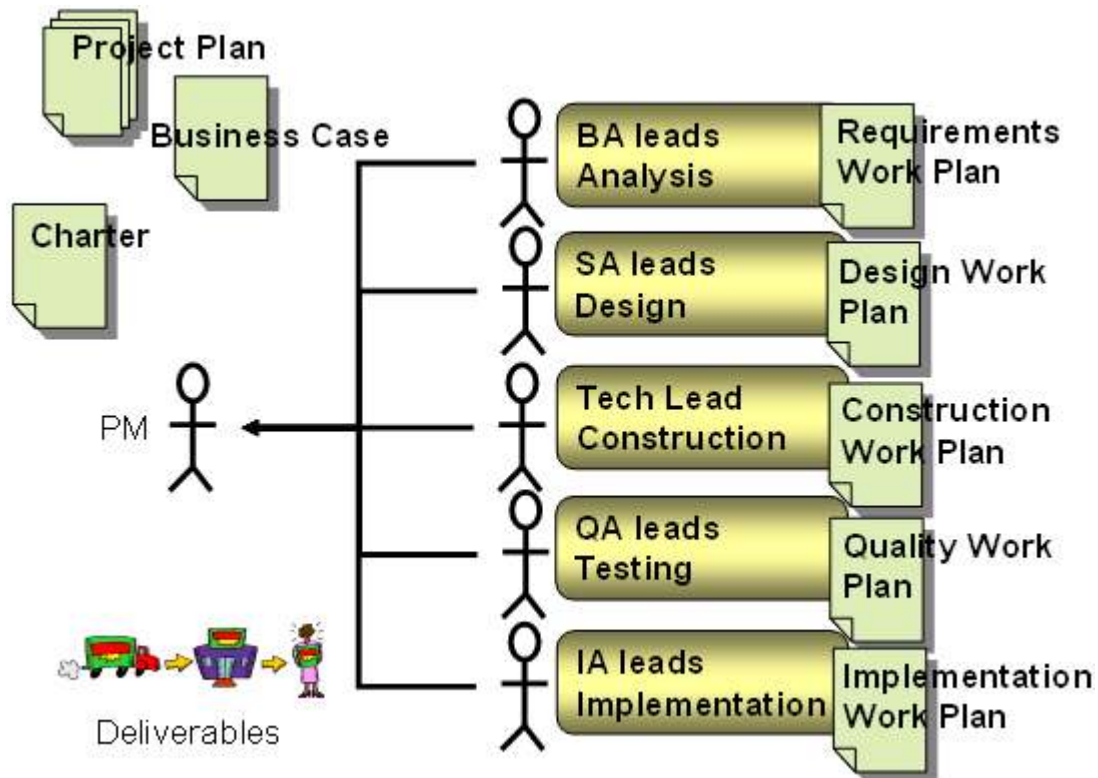 Project Plan
Business Case
Charter
PM
Deliverables
BA leads
Analysis
Requirements
Work Plan
SA leads
Design
Design Work
Plan
Tech Lead
Construction
Construction
Work Plan
QA leads
Testing
Quality Work
Plan
IA leads
Implementation
Implementation
Work Plan